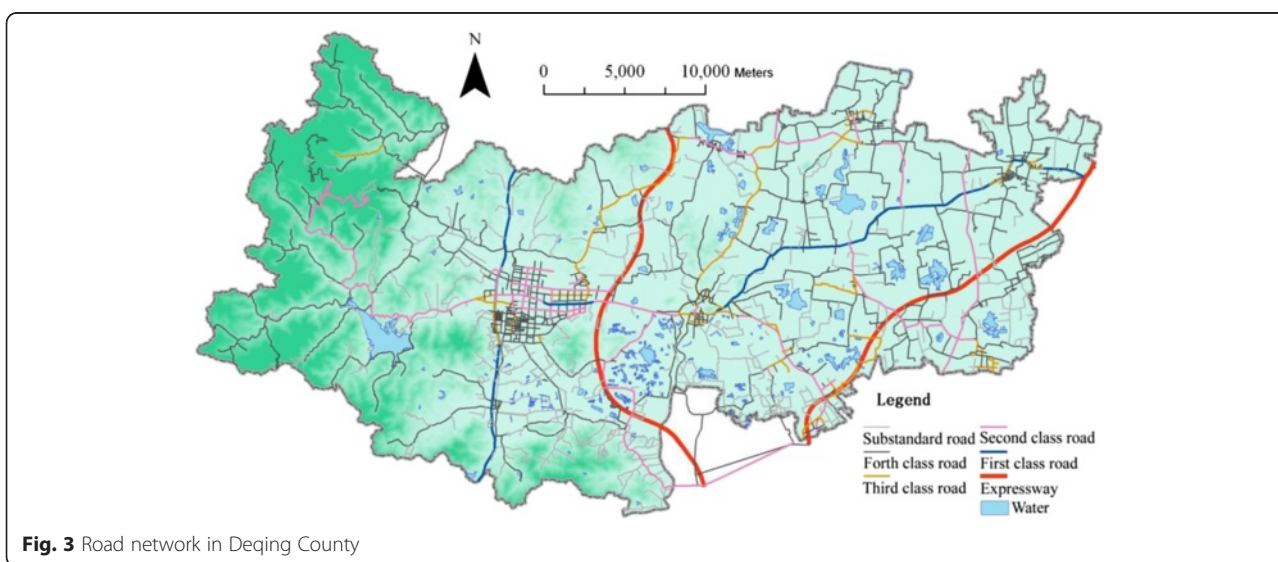 N
0 5,000 10,000 Meters
Legend
Substandard road Second class road
Forth class road First class road
Third class road Expressway
Water
Fig. 3 Road network in Deqing County